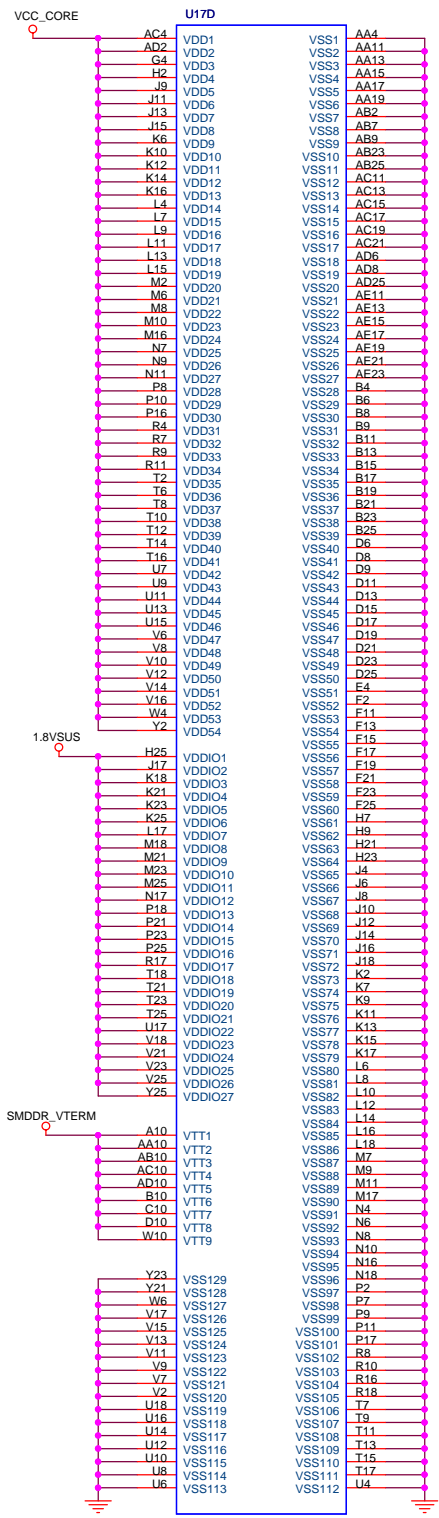 U17D
VCC_CORE
AC4 VDD1
AD2 VDD2
G4 VDD3
H2 VDD4
J9 VDD5
J11 VDD6
J13 VDD7
J15 VDD8
K6 VDD9
K10 VDD10
K12 VDD11
K14 VDD12
K16 VDD13
L4 VDD14
L7 VDD15
L9 VDD16
L11 VDD17
L13 VDD18
L15 VDD19
M2 VDD20
M6 VDD21
M8 VDD22
M10 VDD23
M16 VDD24
N7 VDD25
N9 VDD26
N11 VDD27
P8 VDD28
P10 VDD29
P16 VDD30
R4 VDD31
R7 VDD32
R9 VDD33
R11 VDD34
T2 VDD35
T6 VDD36
T8 VDD37
T10 VDD38
T12 VDD39
T14 VDD40
T16 VDD41
U7 VDD42
U9 VDD43
U11 VDD44
U13 VDD45
U15 VDD46
V6 VDD47
V8 VDD48
V10 VDD49
V12 VDD50
V14 VDD51
V16 VDD52
W4 VDD53
Y2 VDD54
1.8VSUS
H25 VDDIO1
J17 VDDIO2
K18 VDDIO3
K21 VDDIO4
K23 VDDIO5
K25 VDDIO6
L17 VDDIO7
M18 VDDIO8
M21 VDDIO9
M23 VDDIO10
M25 VDDIO11
N17 VDDIO12
P18 VDDIO13
P21 VDDIO14
P23 VDDIO15
P25 VDDIO16
R17 VDDIO17
T18 VDDIO18
T21 VDDIO19
T23 VDDIO20
T25 VDDIO21
U17 VDDIO22
V18 VDDIO23
V21 VDDIO24
V23 VDDIO25
V25 VDDIO26
Y25 VDDIO27
SMDDR_VTERM
A10 VTT1
AA10 VTT2
AB10 VTT3
AC10 VTT4
AD10 VTT5
B10 VTT6
C10 VTT7
D10 VTT8
W10 VTT9
Y23 VSS129
Y21 VSS128
W6 VSS127
V17 VSS126
V15 VSS125
V13 VSS124
V11 VSS123
V9 VSS122
V7 VSS121
V2 VSS120
U18 VSS119
U16 VSS118
U14 VSS117
U12 VSS116
U10 VSS115
U8 VSS114
U6 VSS113
VSS1 AA4
VSS2 AA11
VSS3 AA13
VSS4 AA15
VSS5 AA17
VSS6 AA19
VSS7 AB2
VSS8 AB7
VSS9 AB9
VSS10 AB23
VSS11 AB25
VSS12 AC11
VSS13 AC13
VSS14 AC15
VSS15 AC17
VSS16 AC19
VSS17 AC21
VSS18 AD6
VSS19 AD8
VSS20 AD25
VSS21 AE11
VSS22 AE13
VSS23 AE15
VSS24 AE17
VSS25 AE19
VSS26 AE21
VSS27 AE23
VSS28 B4
VSS29 B6
VSS30 B8
VSS31 B9
VSS32 B11
VSS33 B13
VSS34 B15
VSS35 B17
VSS36 B19
VSS37 B21
VSS38 B23
VSS39 B25
VSS40 D6
VSS41 D8
VSS42 D9
VSS43 D11
VSS44 D13
VSS45 D15
VSS46 D17
VSS47 D19
VSS48 D21
VSS49 D23
VSS50 D25
VSS51 E4
VSS52 F2
VSS53 F11
VSS54 F13
VSS55 F15
VSS56 F17
VSS57 F19
VSS58 F21
VSS59 F23
VSS60 F25
VSS61 H7
VSS62 H9
VSS63 H21
VSS64 H23
VSS65 J4
VSS66 J6
VSS67 J8
VSS68 J10
VSS69 J12
VSS70 J14
VSS71 J16
VSS72 J18
VSS73 K2
VSS74 K7
VSS75 K9
VSS76 K11
VSS77 K13
VSS78 K15
VSS79 K17
VSS80 L6
VSS81 L8
VSS82 L10
VSS83 L12
VSS84 L14
VSS85 L16
VSS86 L18
VSS87 M7
VSS88 M9
VSS89 M11
VSS90 M17
VSS91 N4
VSS92 N6
VSS93 N8
VSS94 N10
VSS95 N16
VSS96 N18
VSS97 P2
VSS98 P7
VSS99 P9
VSS100 P11
VSS101 P17
VSS102 R8
VSS103 R10
VSS104 R16
VSS105 R18
VSS106 T7
VSS107 T9
VSS108 T11
VSS109 T13
VSS110 T15
VSS111 T17
VSS112 U4